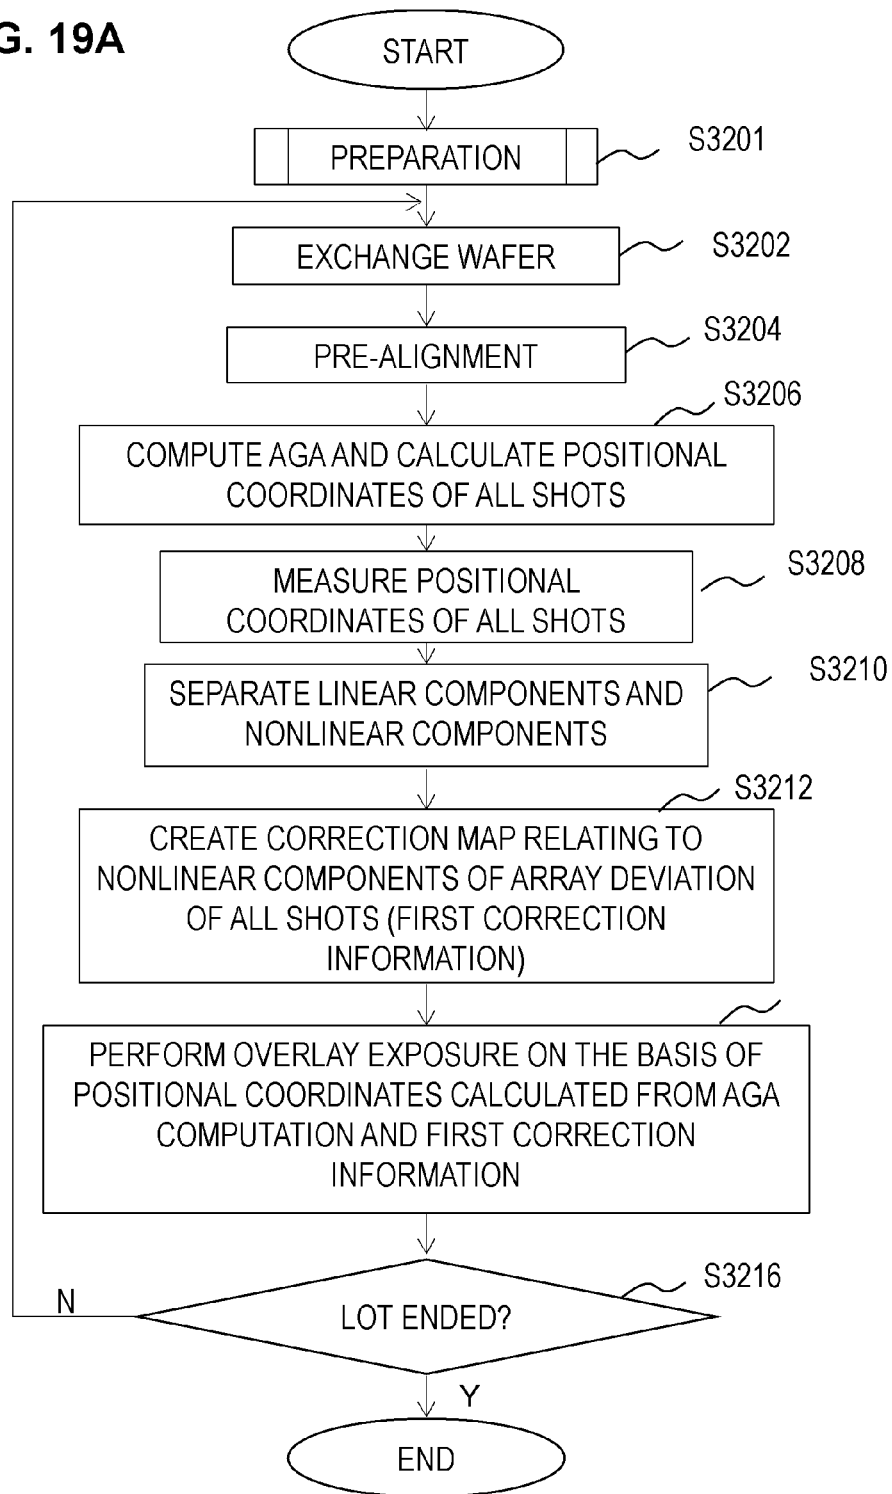 G. 19A
START
PREPARATION
S3201
EXCHANGE WAFER
S3202
PRE-ALIGNMENT
S3204
S3206
COMPUTE AGA AND CALCULATE POSITIONAL
COORDINATES OF ALL SHOTS
S3208
MEASURE POSITIONAL
COORDINATES OF ALL SHOTS
S3210
SEPARATE LINEAR COMPONENTS AND
NONLINEAR COMPONENTS
S3212
CREATE CORRECTION MAP RELATING TO
NONLINEAR COMPONENTS OF ARRAY DEVIATION
OF ALL SHOTS (FIRST CORRECTION
INFORMATION)
PERFORM OVERLAY EXPOSURE ON THE BASIS OF
POSITIONAL COORDINATES CALCULATED FROM AGA
COMPUTATION AND FIRST CORRECTION
INFORMATION
S3216
N
LOT ENDED?
Y
END